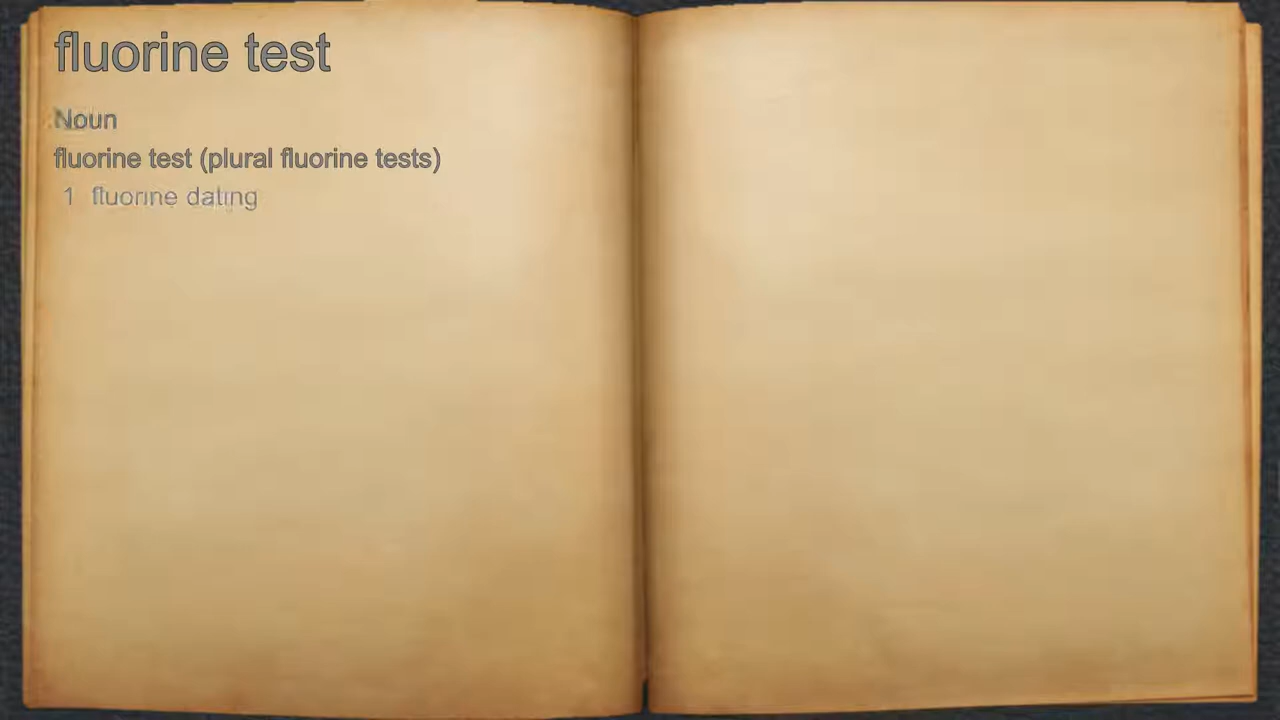 fluorine test
Noun
fluorine test (plural fluorine tests)
1 fluorine dating